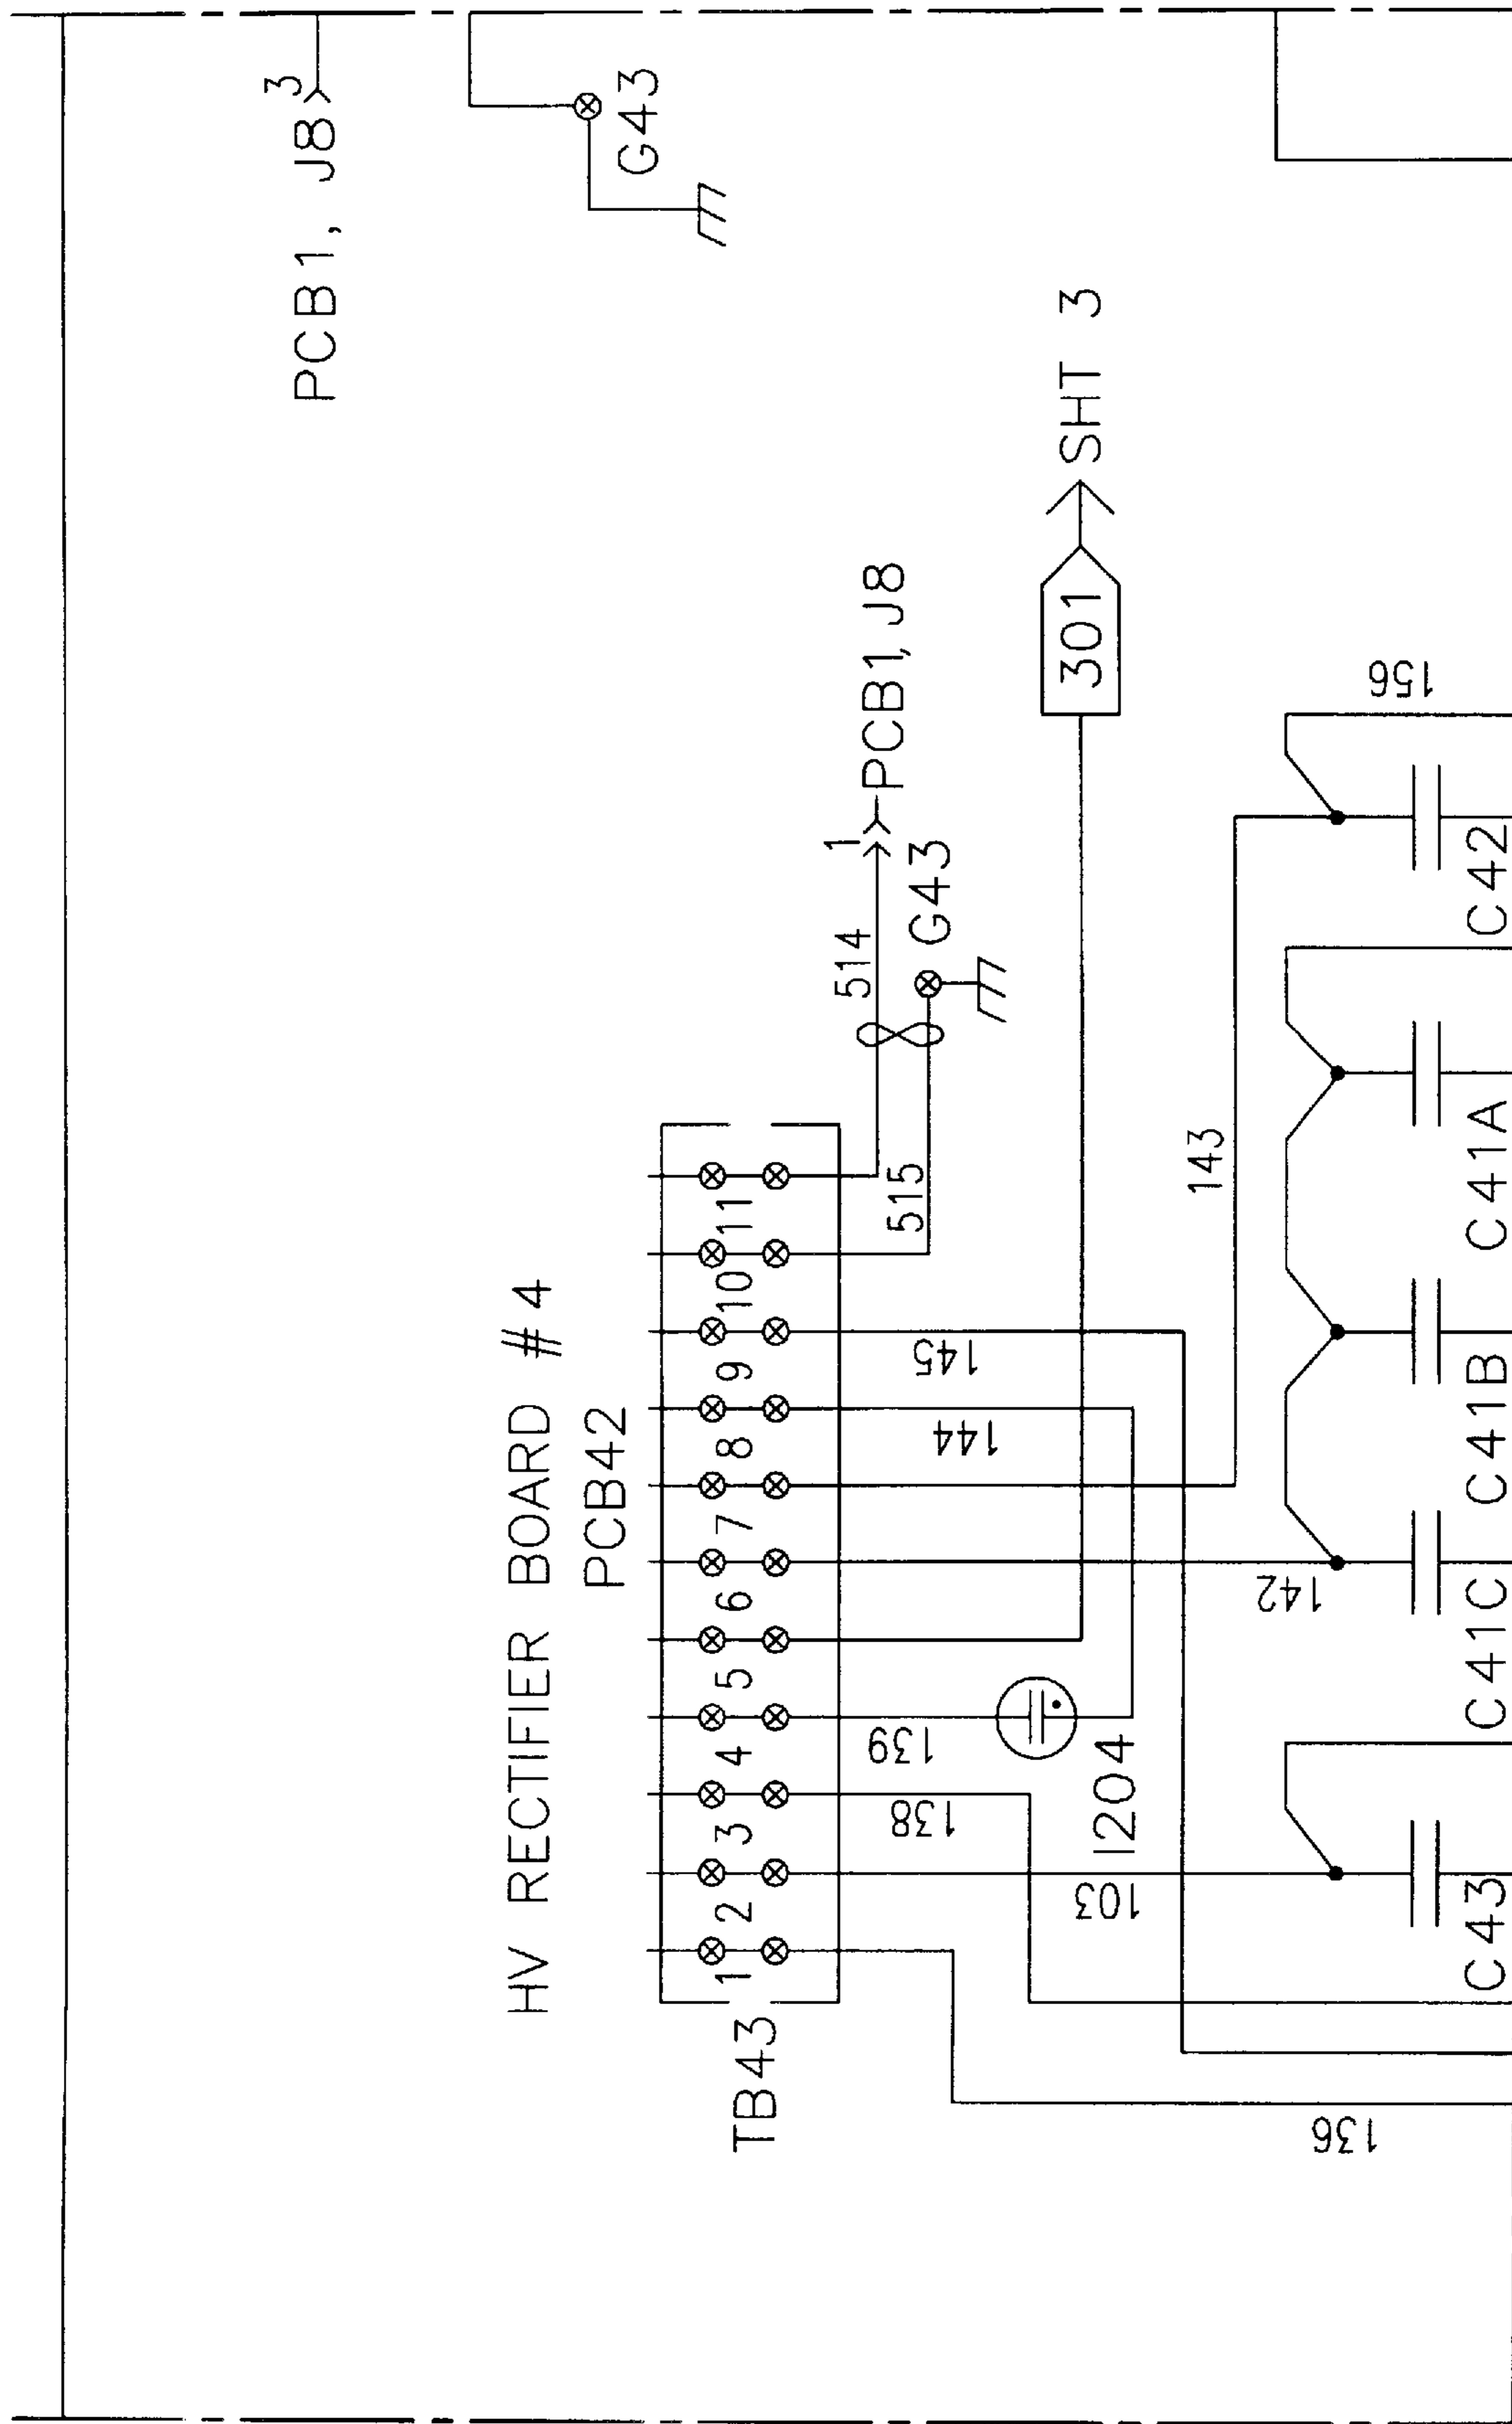 PCB1, J8 3
G43
HV RECTIFIER BOARD #4
PCB42
TB43
1 2 3 4 5 6 7 8 9 10 11
514 1 PCB1, J8
515 G43
301 SHT 3
136
103
138
139
I204
142
144
145
143
156
C43 C41C C41B C41A C42